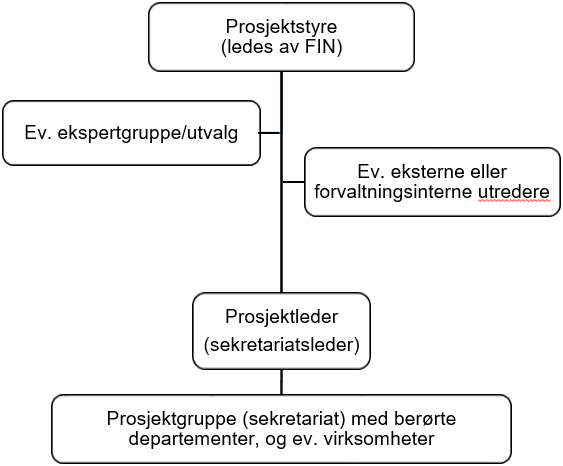 Prosjektstyre
(ledes av FIN)
Ev. ekspertgruppe/utvalg
Ev. eksterne eller
forvaltningsinterne utredere
Prosjektleder
(sekretariatsleder)
Prosjektgruppe (sekretariat) med berørte
departementer, og ev. virksomheter